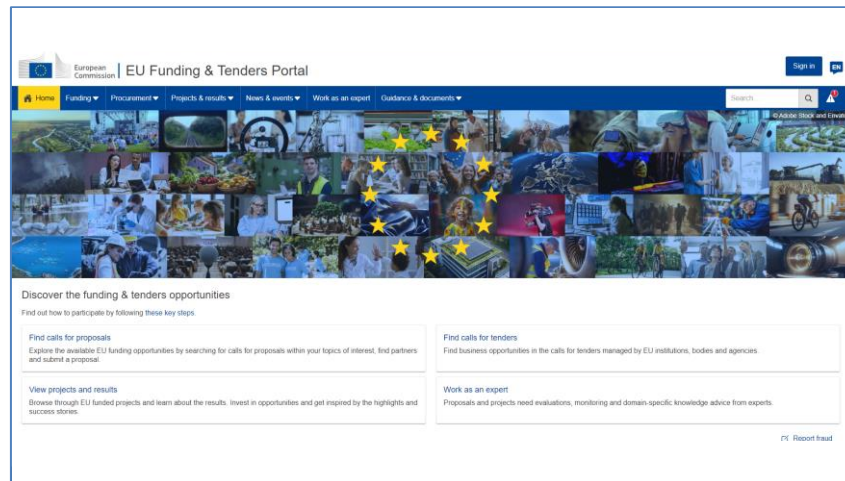 European
Commission
EU Funding & Tenders Portal
Sign in
EN
Home
Funding
Procurement
Projects & results
News & events
Work as an expert
Guidance & documents
Search
© Adobe Stock and Envato
Discover the funding & tenders opportunities
Find out how to participate by following these key steps.
Find calls for proposals
Explore the available EU funding opportunities by searching for calls for proposals within your topics of interest, find partners
and submit a proposal.
Find calls for tenders
Find business opportunities in the calls for tenders managed by EU institutions, bodies and agencies.
View projects and results
Browse through EU funded projects and learn about the results. Invest in opportunities and get inspired by the highlights and
success stories.
Work as an expert
Proposals and projects need evaluations, monitoring and domain-specific knowledge advice from experts.
Report fraud